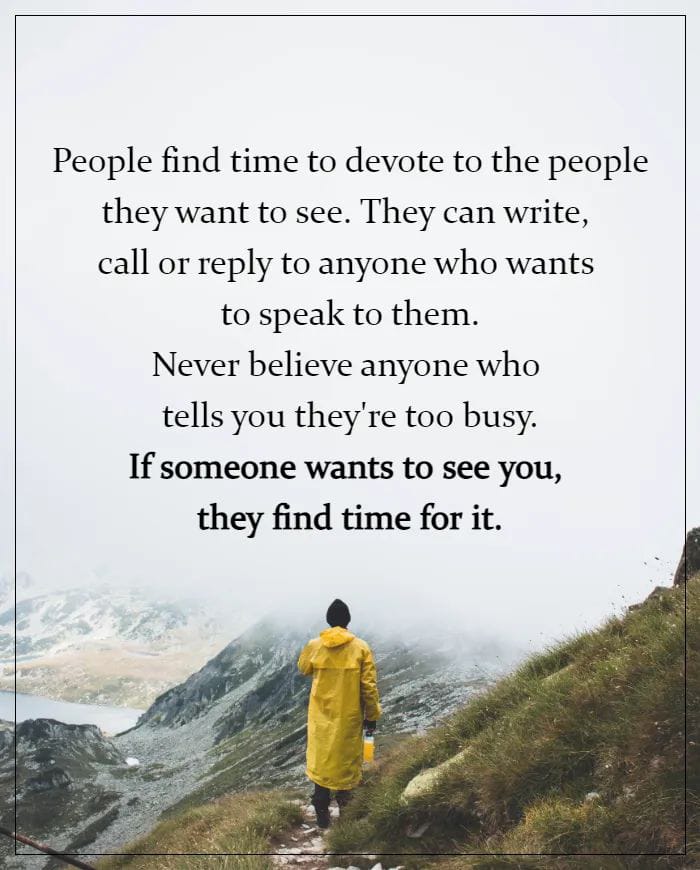 People find time to devote to the people
they want to see. They can write,
call or reply to anyone who wants
to speak to them.
Never believe anyone who
tells you they're too busy.
If someone wants to see you,
they find time for it.